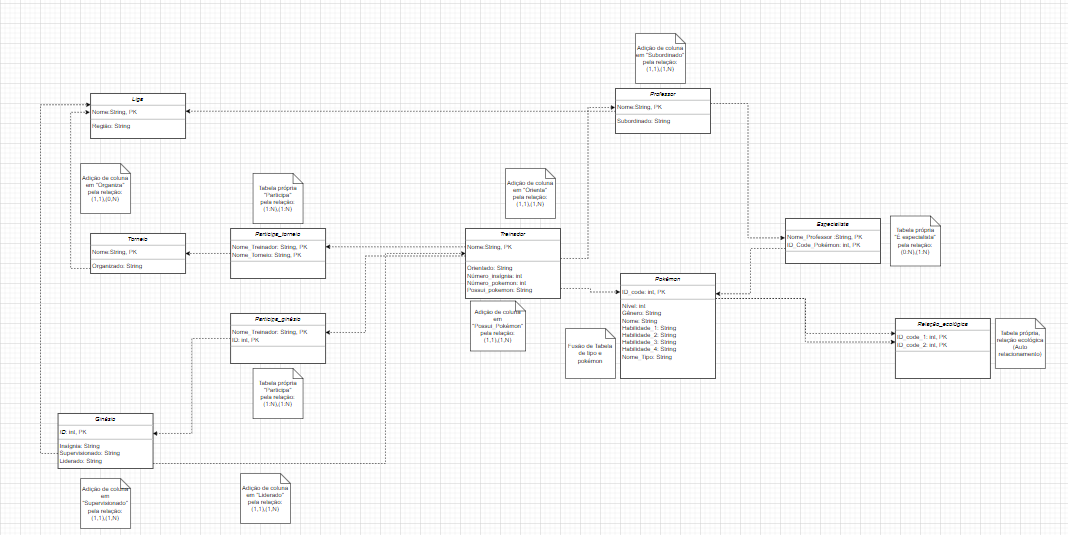 Adição de coluna
em "Subordinado"
pela relação:
(1,1),(1,N)
Professor
Nome:String, PK
Subordinado: String
Liga
Nome:String, PK
Região: String
Adição de coluna
em "Organiza"
pela relação:
(1,1),(0,N)
Tabela própria
"Participa"
pela relação:
(1:N),(1:N)
Adição de coluna
em "Orienta"
pela relação:
(1,1),(1,N)
Torneio
Nome:String, PK
Organizado: String
Participa_torneio
Nome_Treinador: String, PK
Nome_Torneio: String, PK
Treinador
Nome:String, PK
Orientado: String
Número_insígnia: int
Número_pokemon: int
Possui_pokemon: String
Especialista
Nome_Professor :String, PK
ID_Code_Pokémon: int, PK
Tabela própria
"E especialista"
pela relação:
(0:N),(1:N)
Pokémon
ID_code: int, PK
Nível: int
Gênero: String
Nome: String
Habilidade_1: String
Habilidade_2: String
Habilidade_3: String
Habilidade_4: String
Nome_Tipo: String
Adição de coluna
em
"Possui_Pokémon"
pela relação:
(1,1),(1,N)
Fusão de Tabela
de tipo e
pokémon
Participa_ginásio
Nome_Treinador: String, PK
ID: int, PK
Relação_ecológica
ID_code_1: int, PK
ID_code_2: int, PK
Tabela própria,
relação ecológica
(Auto
relacionamento)
Tabela própria
"Participa"
pela relação:
(1:N),(1:N)
Ginásio
ID: int, PK
Insígnia: String
Supervisionado: String
Liderado: String
Adição de coluna
em
"Supervisionado"
pela relação:
(1,1),(1,N)
Adição de coluna
em "Liderado"
pela relação:
(1,1),(1,N)